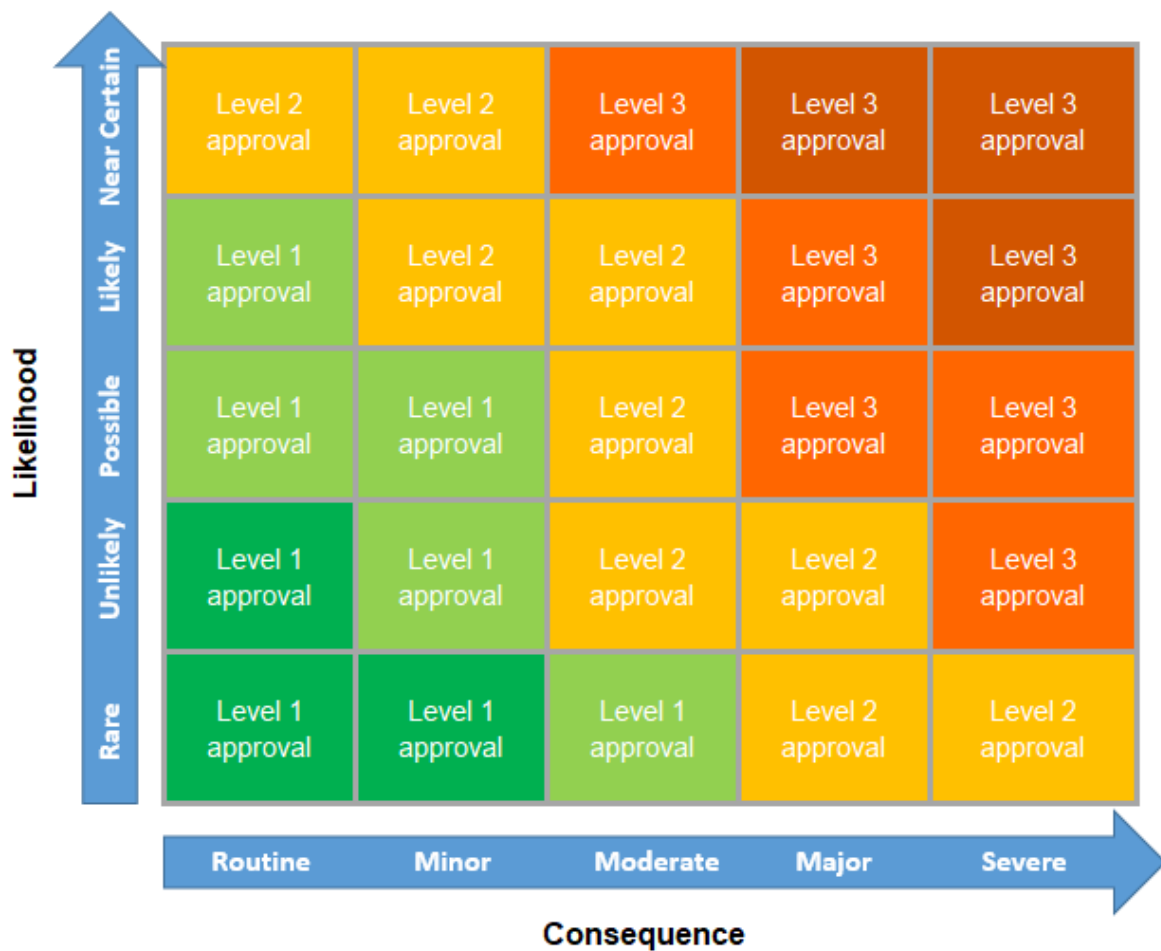 Likelihood
Near Certain
Level 2 approval
Level 2 approval
Level 3 approval
Level 3 approval
Level 3 approval
Likely
Level 1 approval
Level 2 approval
Level 2 approval
Level 3 approval
Level 3 approval
Possible
Level 1 approval
Level 1 approval
Level 2 approval
Level 3 approval
Level 3 approval
Unlikely
Level 1 approval
Level 1 approval
Level 2 approval
Level 2 approval
Level 3 approval
Rare
Level 1 approval
Level 1 approval
Level 1 approval
Level 2 approval
Level 2 approval
Routine
Minor
Moderate
Major
Severe
Consequence